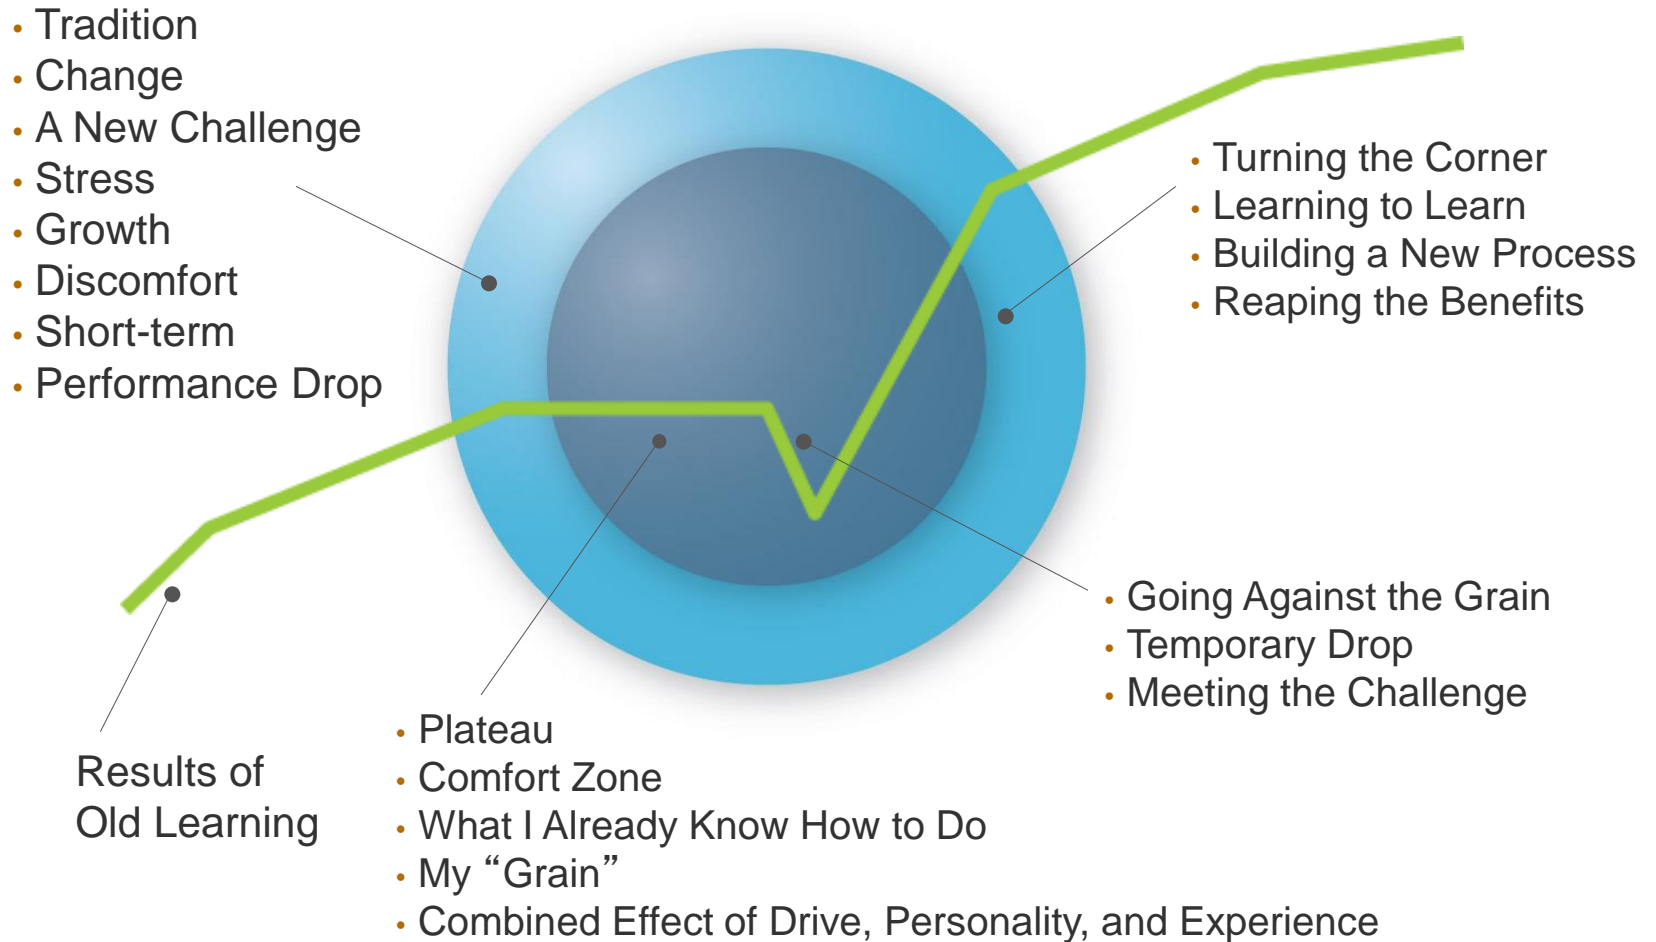 • Tradition
• Change
• A New Challenge
• Stress
• Growth
• Discomfort
• Short-term
• Performance Drop
• Turning the Corner
• Learning to Learn
• Building a New Process
• Reaping the Benefits
• Going Against the Grain
• Temporary Drop
• Meeting the Challenge
Results of
Old Learning
• Plateau
• Comfort Zone
• What I Already Know How to Do
• My “Grain”
• Combined Effect of Drive, Personality, and Experience